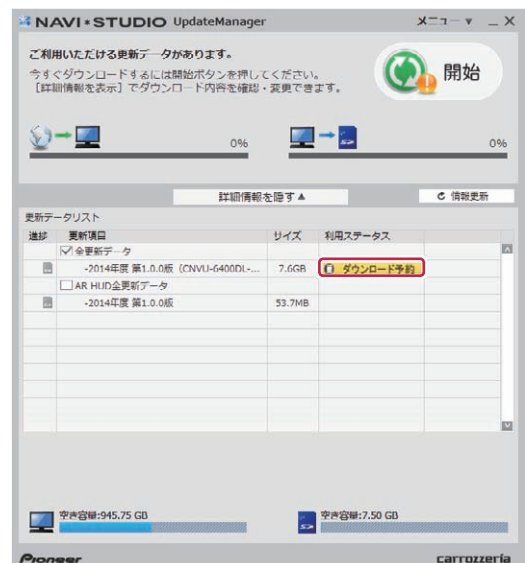 NAVI*STUDIO UpdateManager
メニュー ▼ _ X
ご利用いただける更新データがあります。
今すぐダウンロードするには開始ボタンを押してください。
［詳細情報を表示］でダウンロード内容を確認・変更できます。
開始
0%
0%
詳細情報を隠す▲
情報更新
更新データリスト
進捗 更新項目 サイズ 利用ステータス
全更新データ
-2014年度 第1.0.0版（CNVU-6400DL-... 7.6GB ダウンロード予約
AR HUD全更新データ
-2014年度 第1.0.0版 53.7MB
空き容量:945.75 GB
空き容量:7.50 GB
Pioneer
carrozzeria